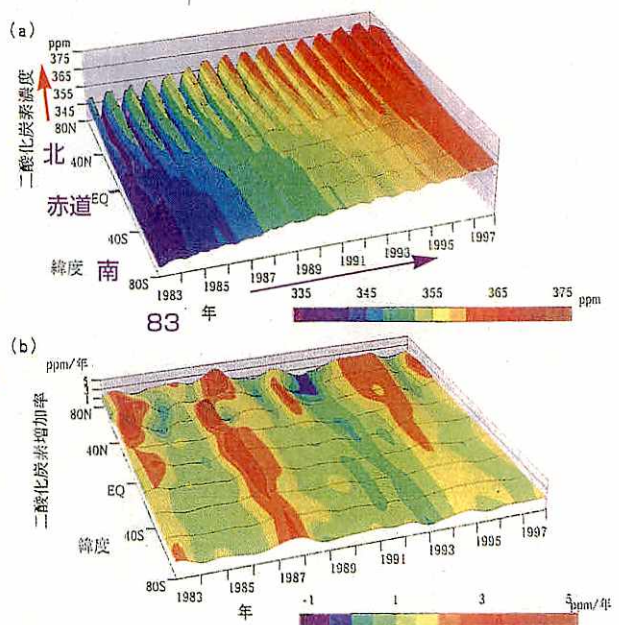 (a)
ppm
375
365
355
345
二酸化炭素濃度
80N
北
40N
赤道
EQ
40S
緯度
南
80S
1983
1985
1987
1989
1991
1993
1995
1997
83
年
335
345
355
365
375
ppm
(b)
ppm/年
80N
40N
EQ
40S
80S
二酸化炭素増加率
緯度
1983
1985
1987
1989
1991
1993
1995
1997
年
-1
1
3
5
ppm/年